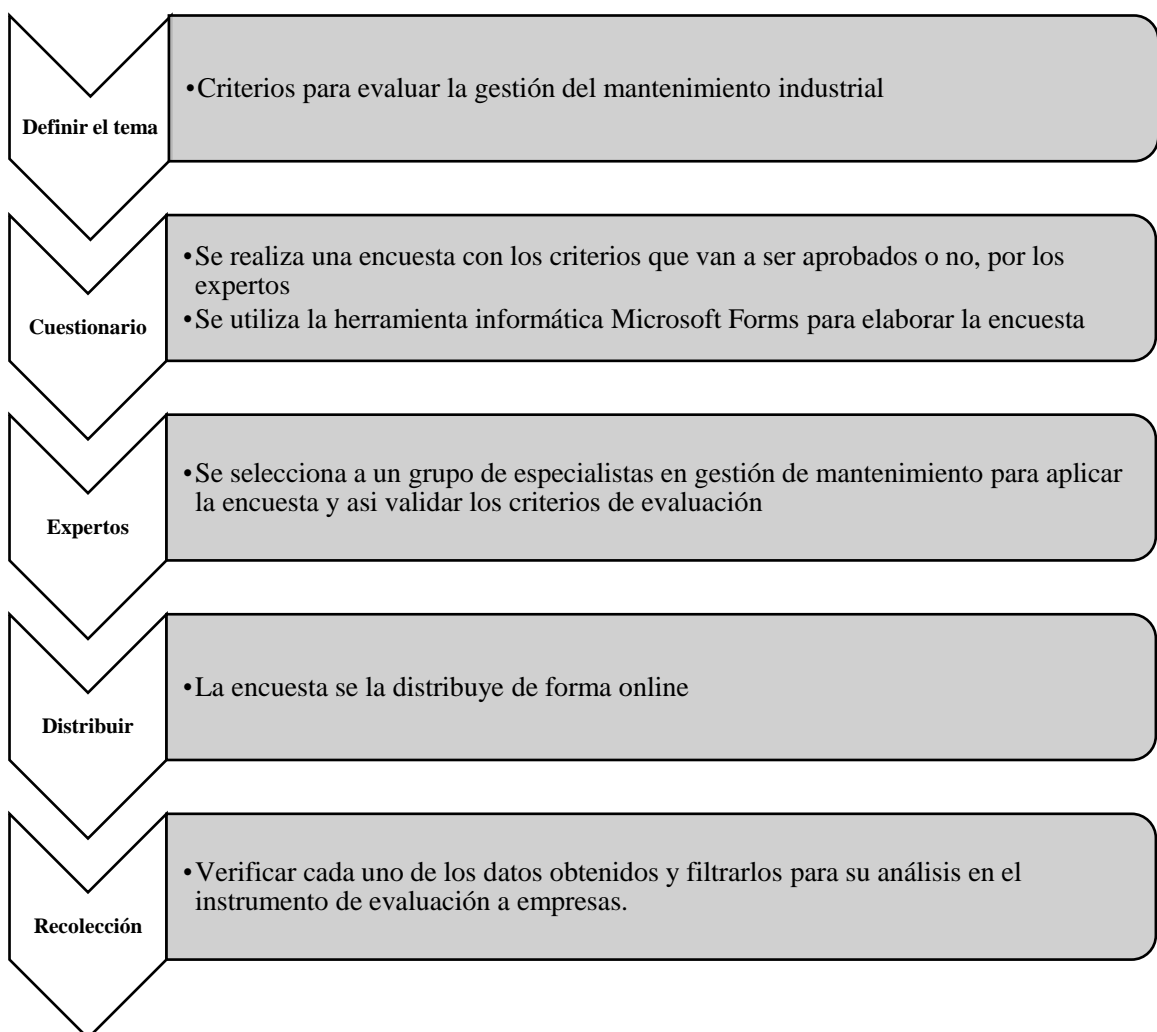 Definir el tema
•Criterios para evaluar la gestión del mantenimiento industrial
Cuestionario
•Se realiza una encuesta con los criterios que van a ser aprobados o no, por los
expertos
•Se utiliza la herramienta informática Microsoft Forms para elaborar la encuesta
Expertos
•Se selecciona a un grupo de especialistas en gestión de mantenimiento para aplicar
la encuesta y asi validar los criterios de evaluación
Distribuir
•La encuesta se la distribuye de forma online
Recolección
•Verificar cada uno de los datos obtenidos y filtrarlos para su análisis en el
instrumento de evaluación a empresas.